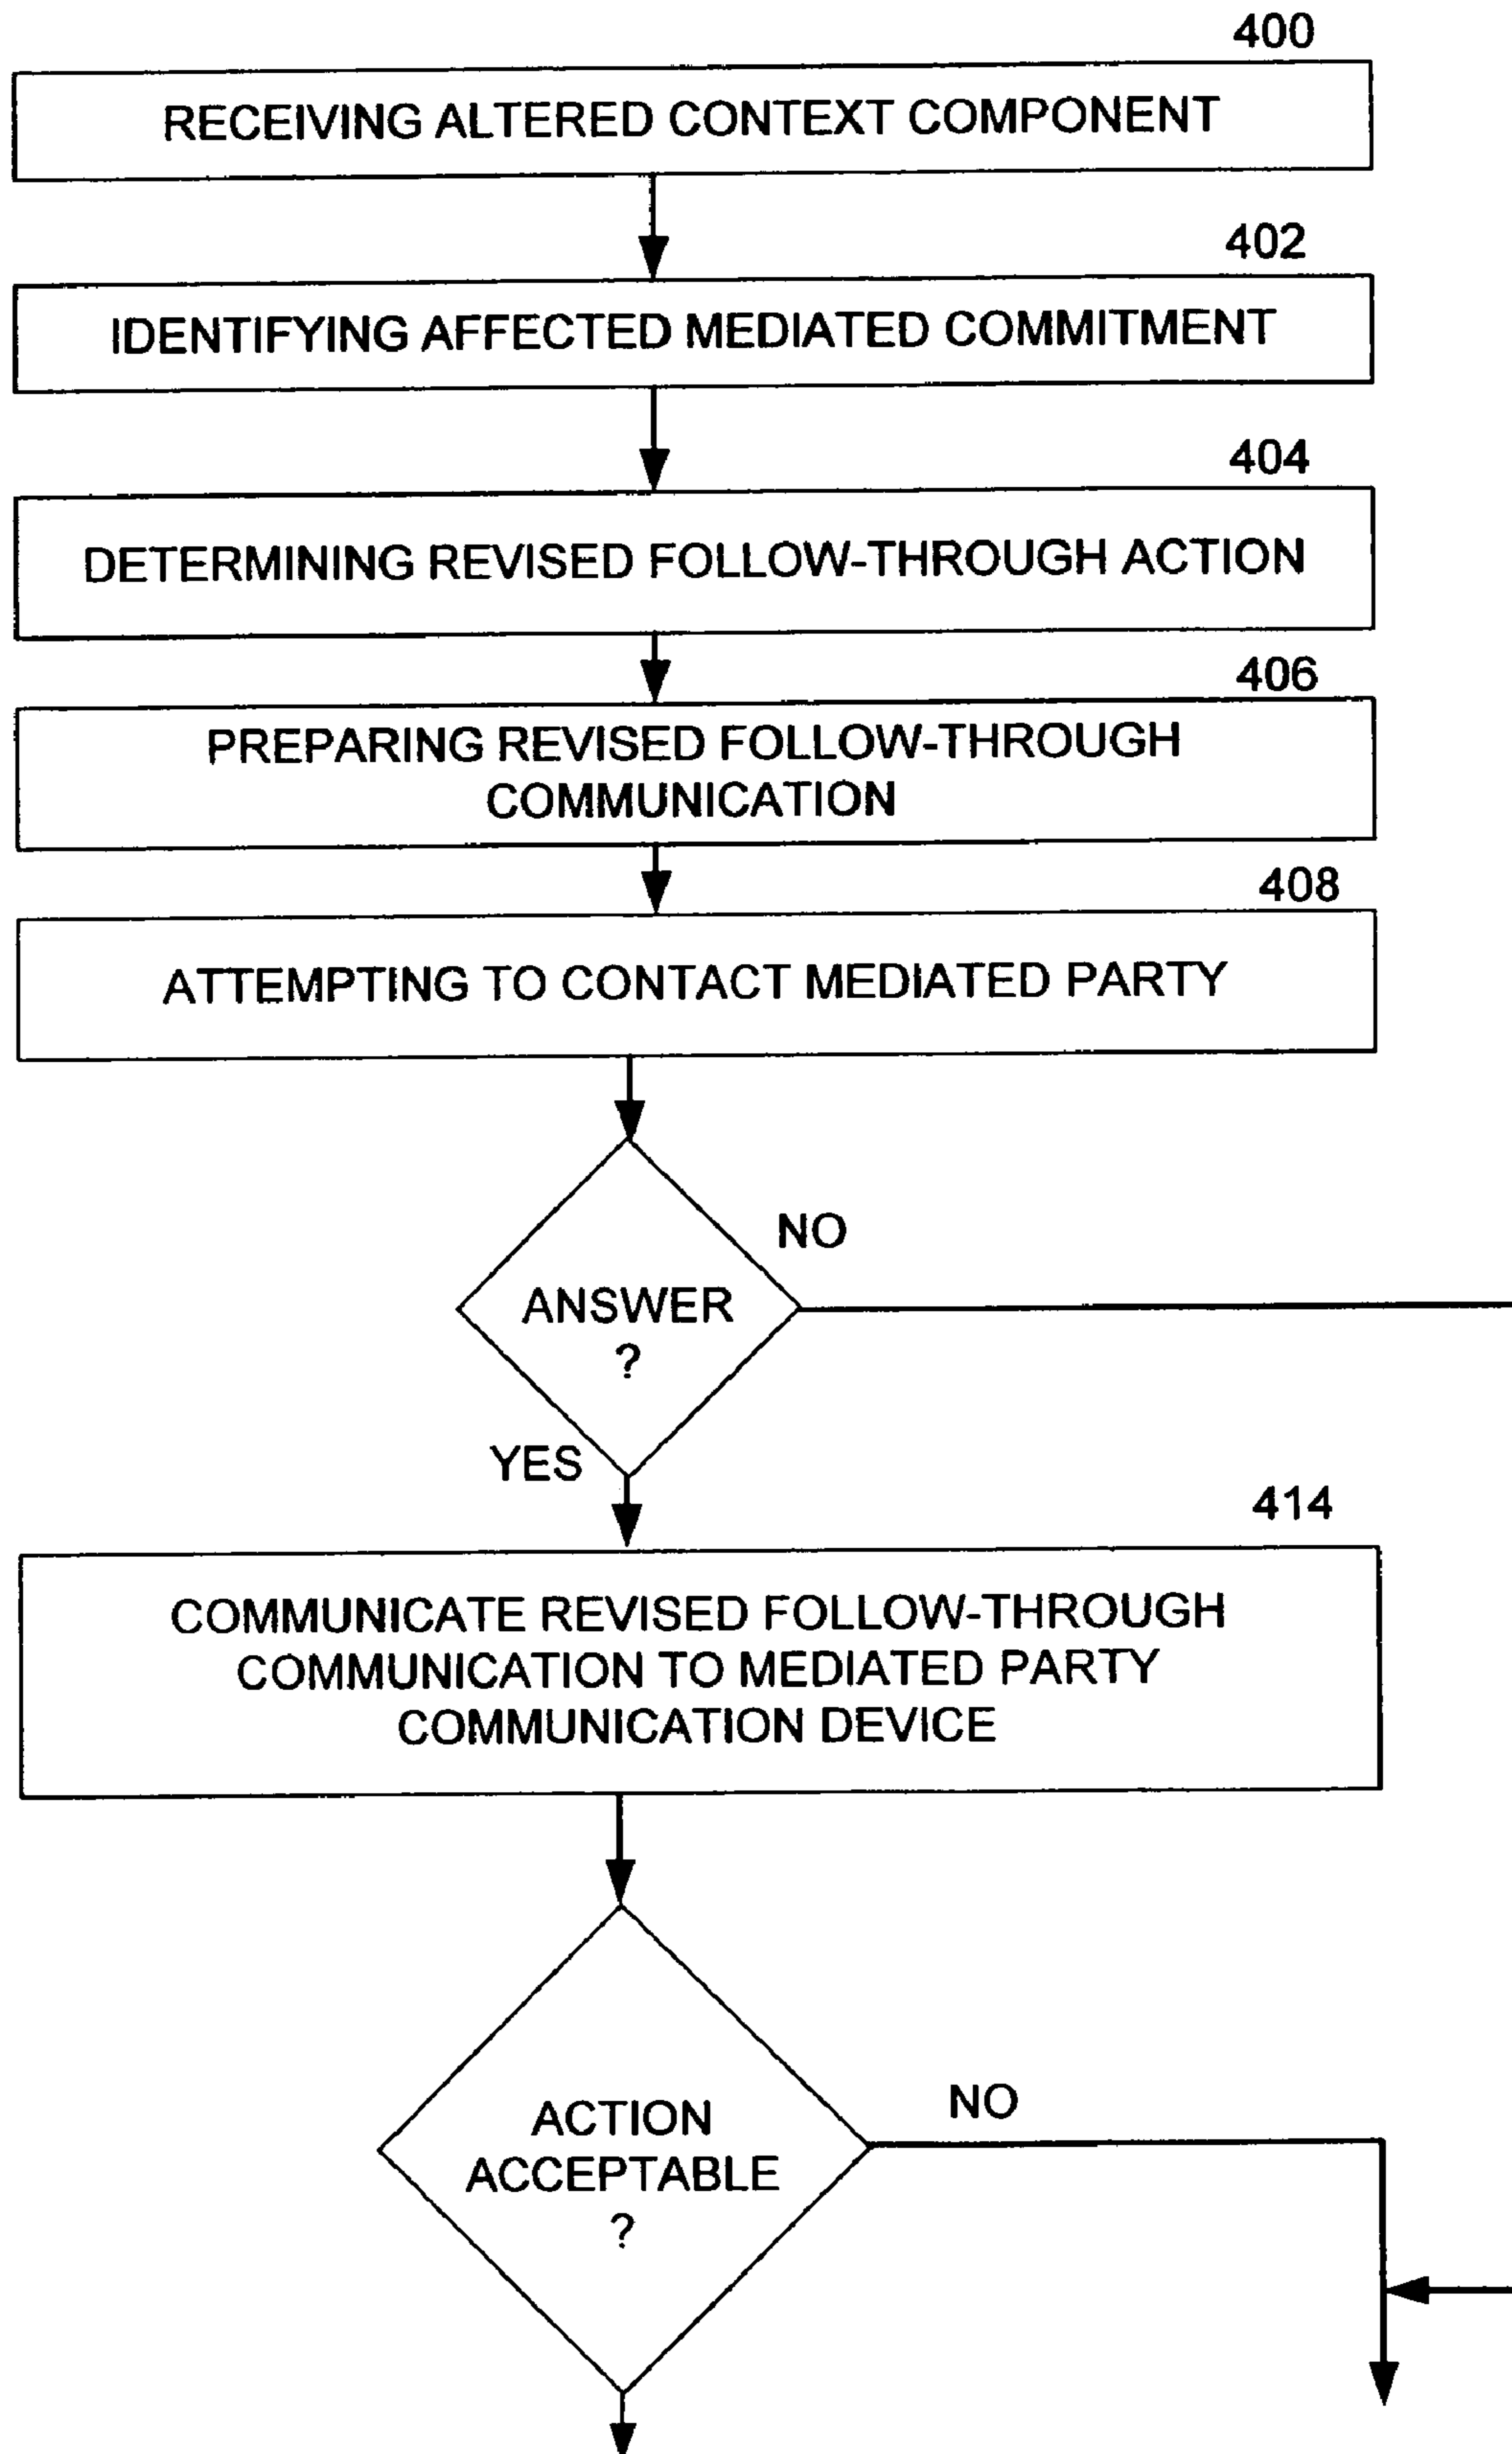 400
RECEIVING ALTERED CONTEXT COMPONENT
402
IDENTIFYING AFFECTED MEDIATED COMMITMENT
404
DETERMINING REVISED FOLLOW-THROUGH ACTION
406
PREPARING REVISED FOLLOW-THROUGH
COMMUNICATION
408
ATTEMPTING TO CONTACT MEDIATED PARTY
NO
ANSWER
?
YES
414
COMMUNICATE REVISED FOLLOW-THROUGH
COMMUNICATION TO MEDIATED PARTY
COMMUNICATION DEVICE
NO
ACTION
ACCEPTABLE
?